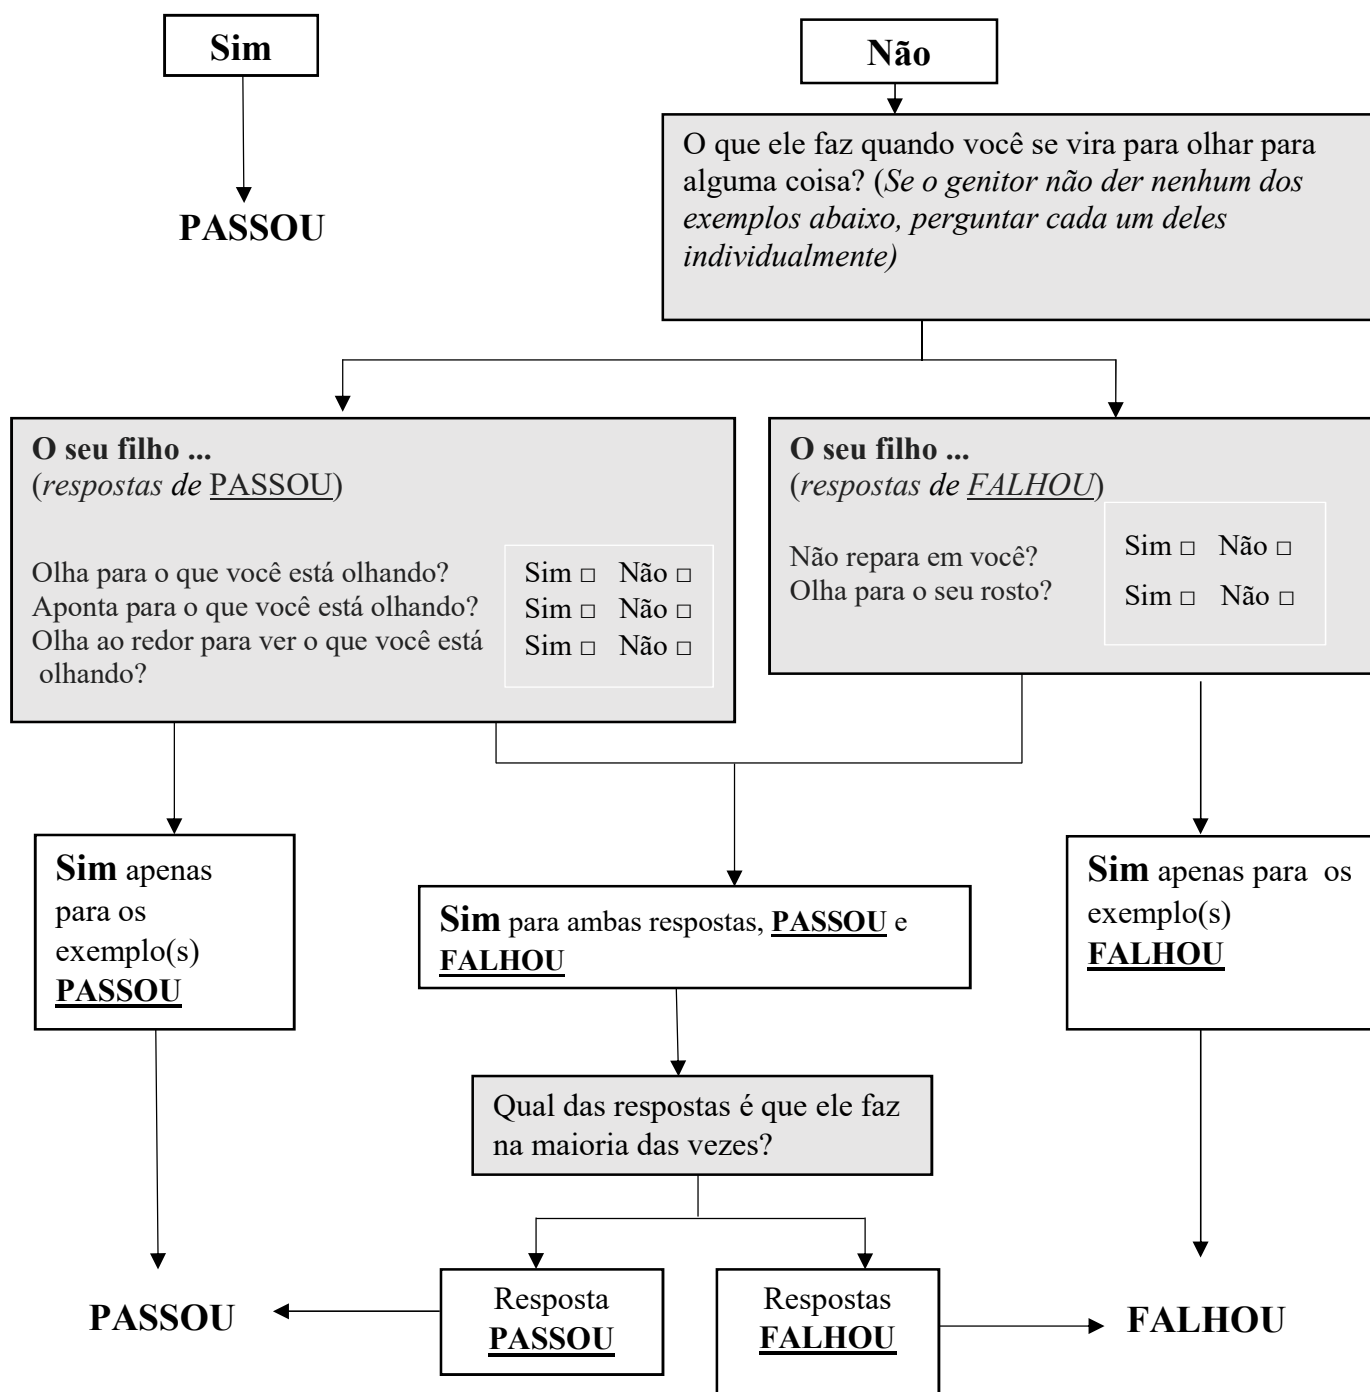 Sim
Não
O que ele faz quando você se vira para olhar para
alguma coisa? (Se o genitor não der nenhum dos
exemplos abaixo, perguntar cada um deles
individualmente)
PASSOU
O seu filho ...
(respostas de PASSOU)
Olha para o que você está olhando? Sim □ Não □
Aponta para o que você está olhando? Sim □ Não □
Olha ao redor para ver o que você está Sim □ Não □
olhando?
O seu filho ...
(respostas de FALHOU)
Não repara em você? Sim □ Não □
Olha para o seu rosto? Sim □ Não □
Sim apenas
para os
exemplo(s)
PASSOU
Sim para ambas respostas, PASSOU e
FALHOU
Sim apenas para os
exemplo(s)
FALHOU
Qual das respostas é que ele faz
na maioria das vezes?
PASSOU
Resposta
PASSOU
Respostas
FALHOU
FALHOU